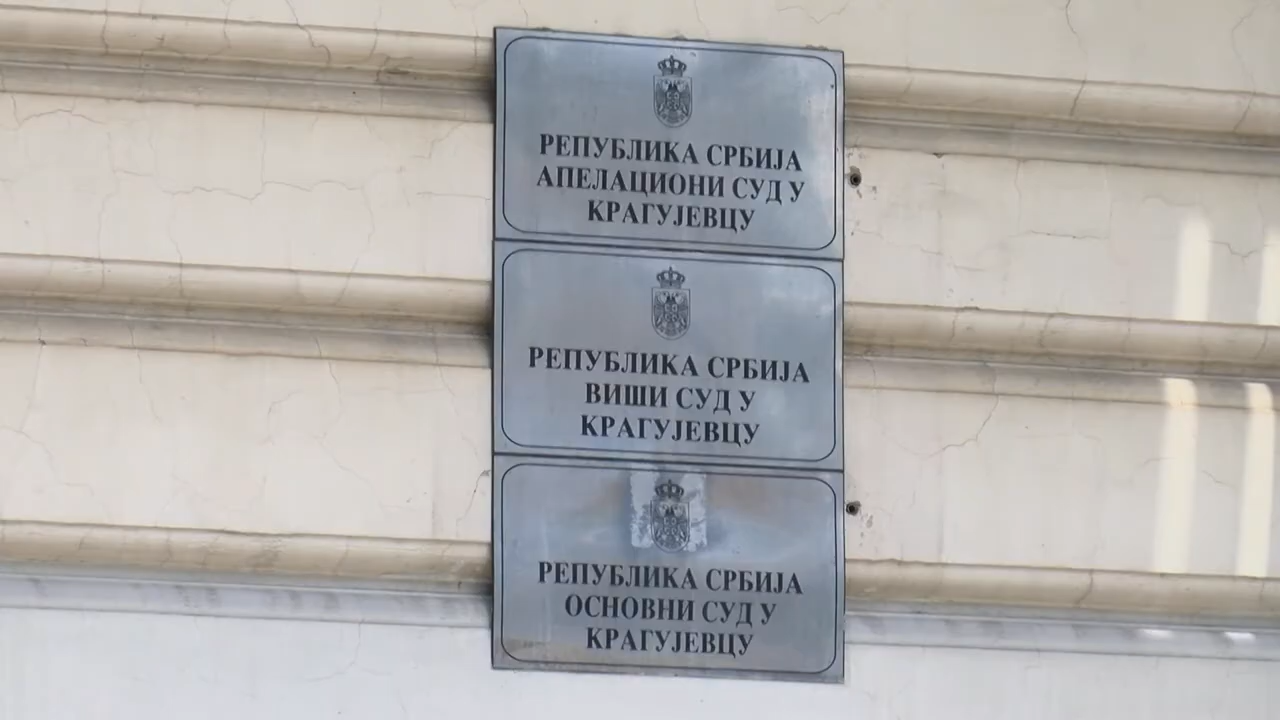 РЕПУБЛИКА СРБИЈА
АПЕЛАЦИОНИ СУД У
КРАГУЈЕВЦУ
РЕПУБЛИКА СРБИЈА
ВИШИ СУД У
КРАГУЈЕВЦУ
РЕПУБЛИКА СРБИЈА
ОСНОВНИ СУД У
КРАГУЈЕВЦУ